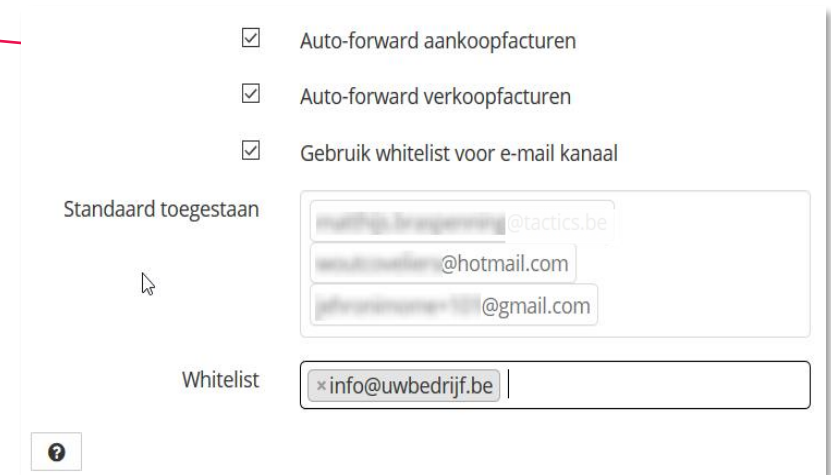 Auto-forward aankoopfacturen
Auto-forward verkoopfacturen
Gebruik whitelist voor e-mail kanaal
Standaard toegestaan
@tactics.be
@hotmail.com
@gmail.com
Whitelist
×info@uwbedrijf.be
?